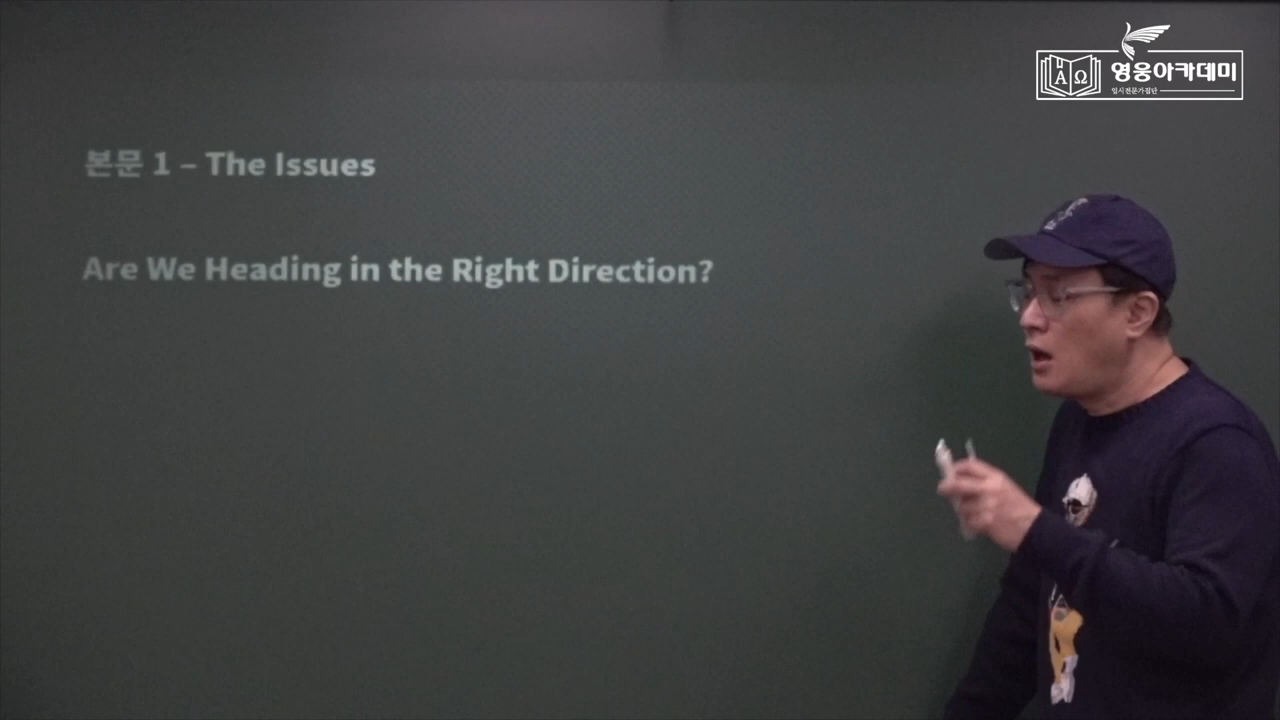 영웅아카데미
입시전문가집단
A Ω
본문 1 – The Issues
Are We Heading in the Right Direction?